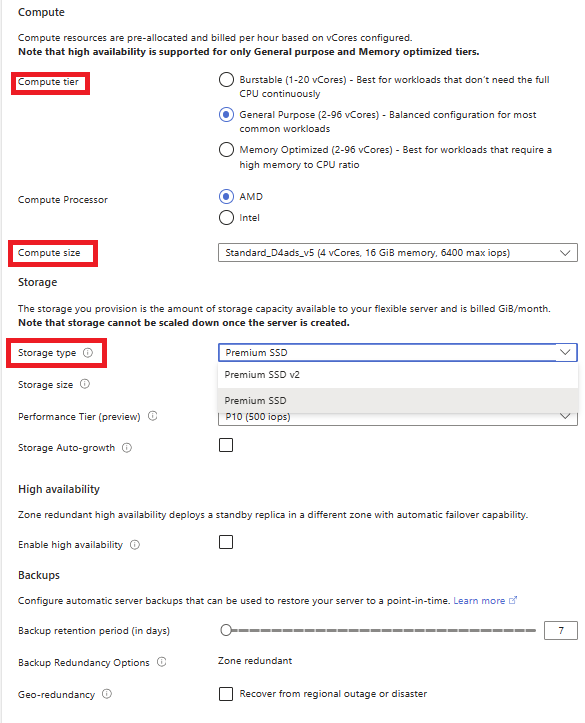 Compute
Compute resources are pre-allocated and billed per hour based on vCores configured.
Note that high availability is supported for only General purpose and Memory optimized tiers.
Compute tier
Burstable (1-20 vCores) - Best for workloads that don't need the full
CPU continuously
General Purpose (2-96 vCores) - Balanced configuration for most
common workloads
Memory Optimized (2-96 vCores) - Best for workloads that require a
high memory to CPU ratio
Compute Processor
AMD
Intel
Compute size
Standard_D4ads_v5 (4 vCores, 16 GiB memory, 6400 max iops)
Storage
The storage you provision is the amount of storage capacity available to your flexible server and is billed GiB/month.
Note that storage cannot be scaled down once the server is created.
Storage type
Premium SSD
Premium SSD v2
Storage size
Premium SSD
Performance Tier (preview)
P10 (500 iops)
Storage Auto-growth
High availability
Zone redundant high availability deploys a standby replica in a different zone with automatic failover capability.
Enable high availability
Backups
Configure automatic server backups that can be used to restore your server to a point-in-time. Learn more
Backup retention period (in days)
7
Backup Redundancy Options
Zone redundant
Geo-redundancy
Recover from regional outage or disaster